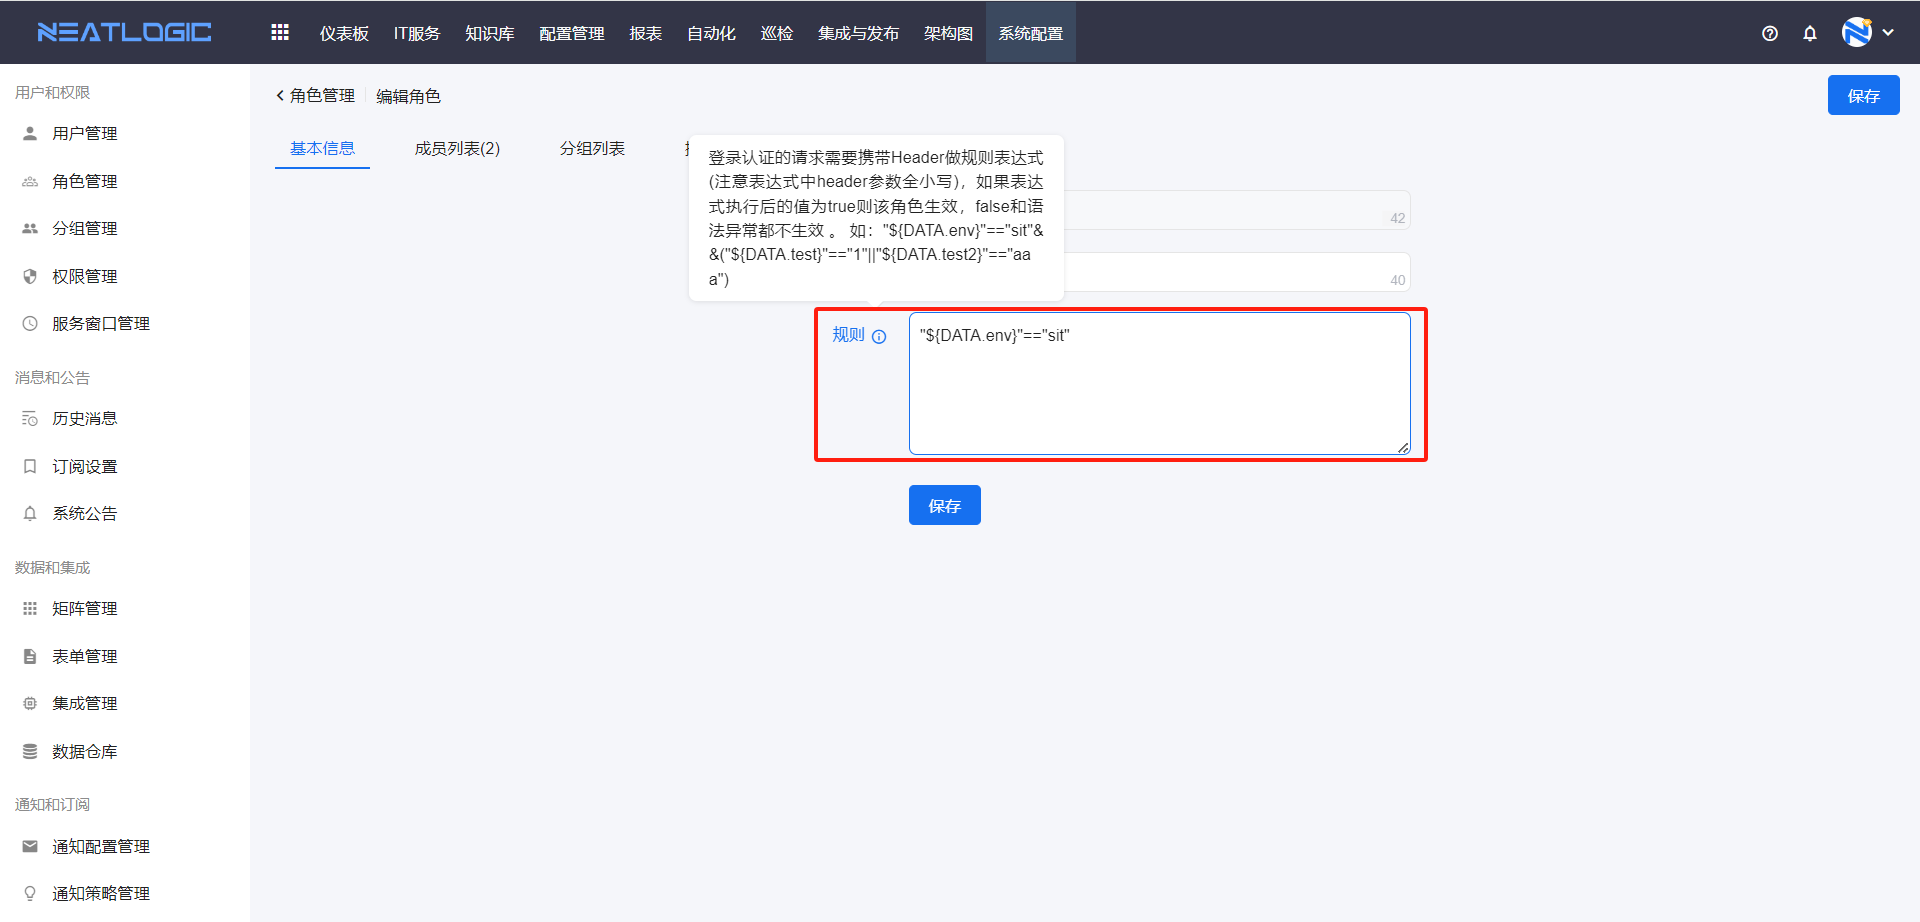 NEATLOGIC
仪表板 IT服务 知识库 配置管理 报表 自动化 巡检 集成与发布 架构图 系统配置
用户和权限
用户管理
角色管理
分组管理
权限管理
服务窗口管理
消息和公告
历史消息
订阅设置
系统公告
数据和集成
矩阵管理
表单管理
集成管理
数据仓库
通知和订阅
通知配置管理
通知策略管理
角色管理 编辑角色
保存
基本信息 成员列表(2) 分组列表
登录认证的请求需要携带Header做规则表达式
(注意表达式中header参数全小写)，如果表达
式执行后的值为true则该角色生效，false和语
法异常都不生效 。 如："${DATA.env}"=="sit"&
&("${DATA.test}"=="1"||"${DATA.test2}"=="aa
a")
42
40
规则
"${DATA.env}"=="sit"
保存